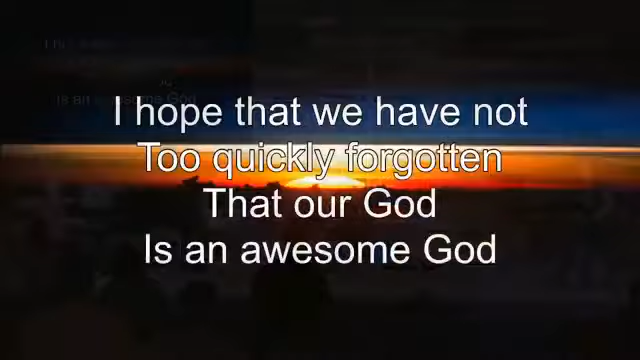 I hope that we have not
Too quickly forgotten
That our God
Is an awesome God